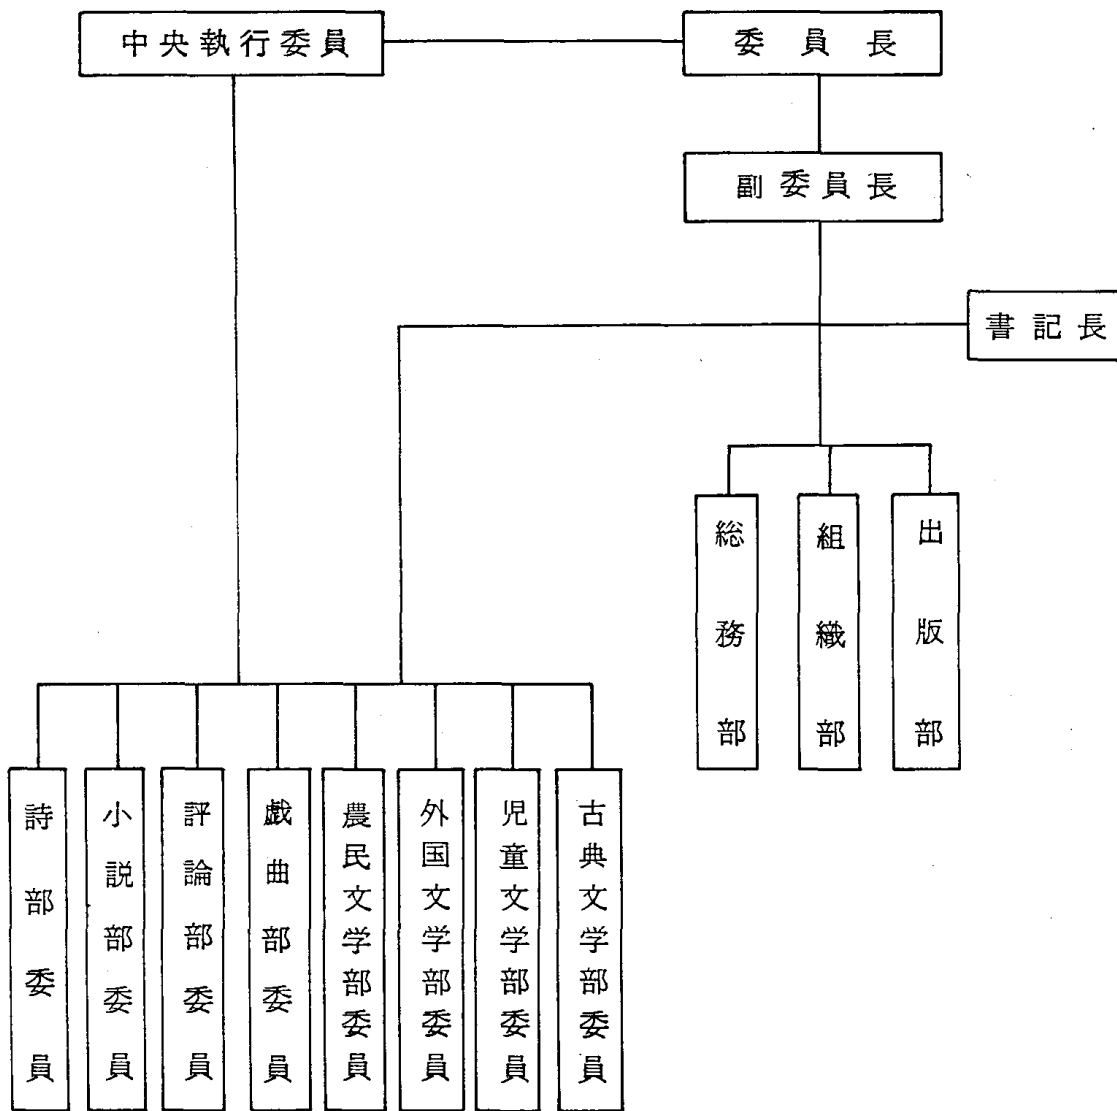 中央執行委員
委員長
副委員長
書記長
総務部
組織部
出版部
詩部委員
小説部委員
評論部委員
戯曲部委員
農民文学部委員
外国文学部委員
児童文学部委員
古典文学部委員